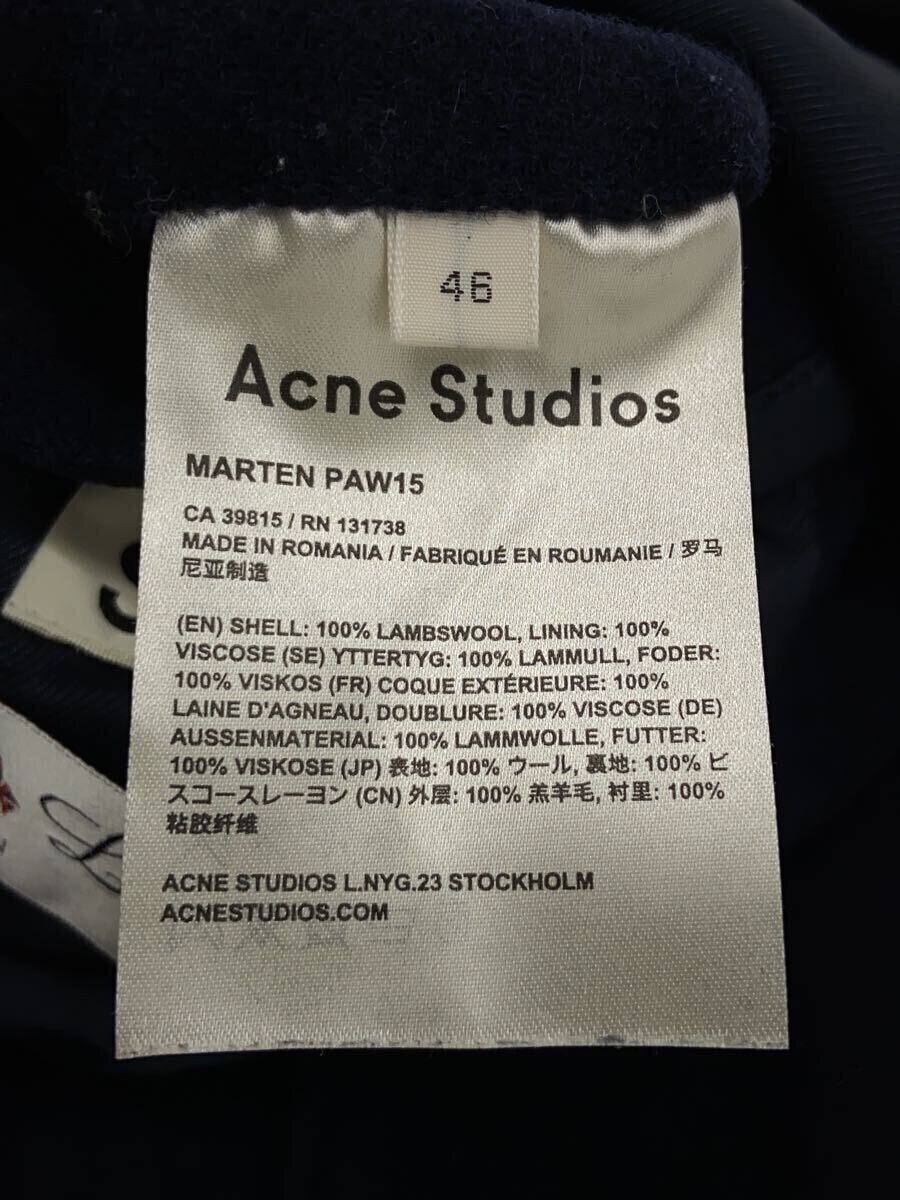 46
Acne Studios
MARTEN PAW15
CA 39815 / RN 131738
MADE IN ROMANIA / FABRIQUÉ EN ROUMANIE / 罗马
尼亚制造
(EN) SHELL: 100% LAMBSWOOL, LINING: 100%
VISCOSE (SE) YTTERTYG: 100% LAMMULL, FODER:
100% VISKOS (FR) COQUE EXTÉRIEURE: 100%
LAINE D'AGNEAU, DOUBLURE: 100% VISCOSE (DE)
AUSSENMATERIAL: 100% LAMMWOLLE, FUTTER:
100% VISKOSE (JP) 表地: 100% ウール, 裏地: 100% ビ
スコースレーヨン (CN) 外层: 100% 羔羊毛, 衬里: 100%
粘胶纤维
ACNE STUDIOS L.NYG.23 STOCKHOLM
ACNESTUDIOS.COM